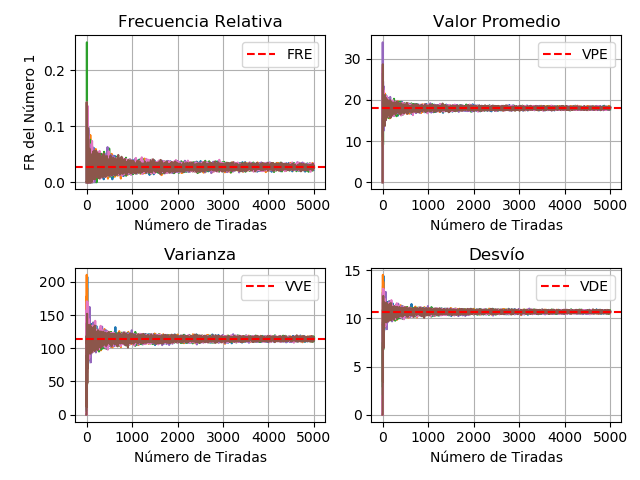 Frecuencia Relativa
FR del Número 1
0.2
0.1
0.0
FRE
0 1000 2000 3000 4000 5000
Número de Tiradas
Valor Promedio
30
20
10
0
VPE
0 1000 2000 3000 4000 5000
Número de Tiradas
Varianza
200
150
100
50
0
VVE
0 1000 2000 3000 4000 5000
Número de Tiradas
Desvío
15
10
5
0
VDE
0 1000 2000 3000 4000 5000
Número de Tiradas